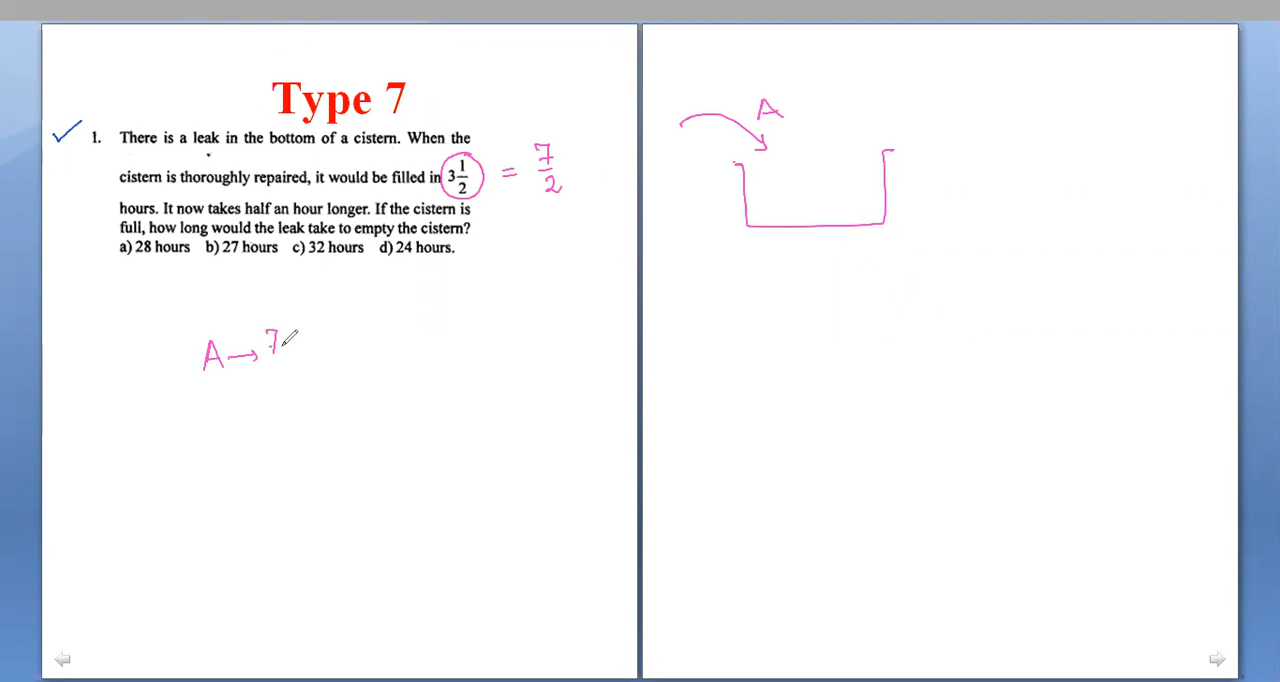 Type 7
1. There is a leak in the bottom of a cistern. When the
cistern is thoroughly repaired, it would be filled in 3 1/2 = 7/2
hours. It now takes half an hour longer. If the cistern is
full, how long would the leak take to empty the cistern?
a) 28 hours b) 27 hours c) 32 hours d) 24 hours.
A → 7
A